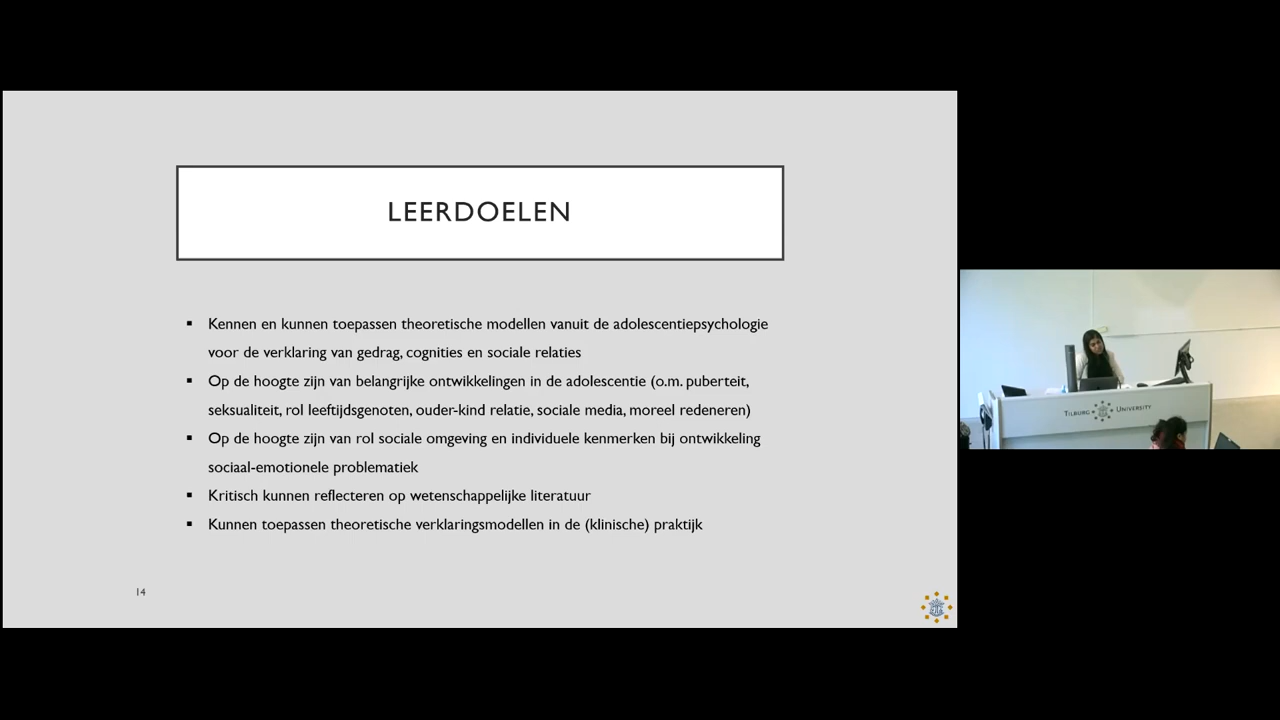 LEERDOELEN
▪ Kennen en kunnen toepassen theoretische modellen vanuit de adolescentiepsychologie
voor de verklaring van gedrag, cognities en sociale relaties
▪ Op de hoogte zijn van belangrijke ontwikkelingen in de adolescentie (o.m. puberteit,
seksualiteit, rol leeftijdsgenoten, ouder-kind relatie, sociale media, moreel redeneren)
▪ Op de hoogte zijn van rol sociale omgeving en individuele kenmerken bij ontwikkeling
sociaal-emotionele problematiek
▪ Kritisch kunnen reflecteren op wetenschappelijke literatuur
▪ Kunnen toepassen theoretische verklaringsmodellen in de (klinische) praktijk
14
TILBURG UNIVERSITY